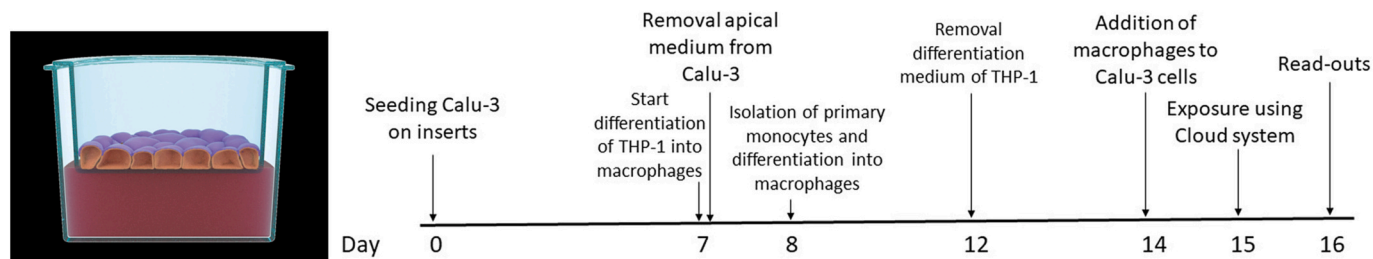 Seeding Calu-3
on inserts
Removal apical
medium from
Calu-3
Start
differentiation
of THP-1 into
macrophages
Isolation of primary
monocytes and
differentiation into
macrophages
Removal
differentiation
medium of THP-1
Addition of
macrophages to
Calu-3 cells
Exposure using
Cloud system
Read-outs
Day 0 7 8 12 14 15 16